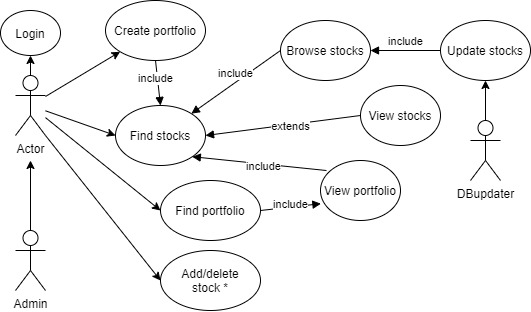 Login
Create portfolio
Browse stocks
include
Update stocks
include
include
Find stocks
extends
View stocks
Actor
include
View portfolio
DBupdater
Find portfolio
include
Add/delete
stock *
Admin